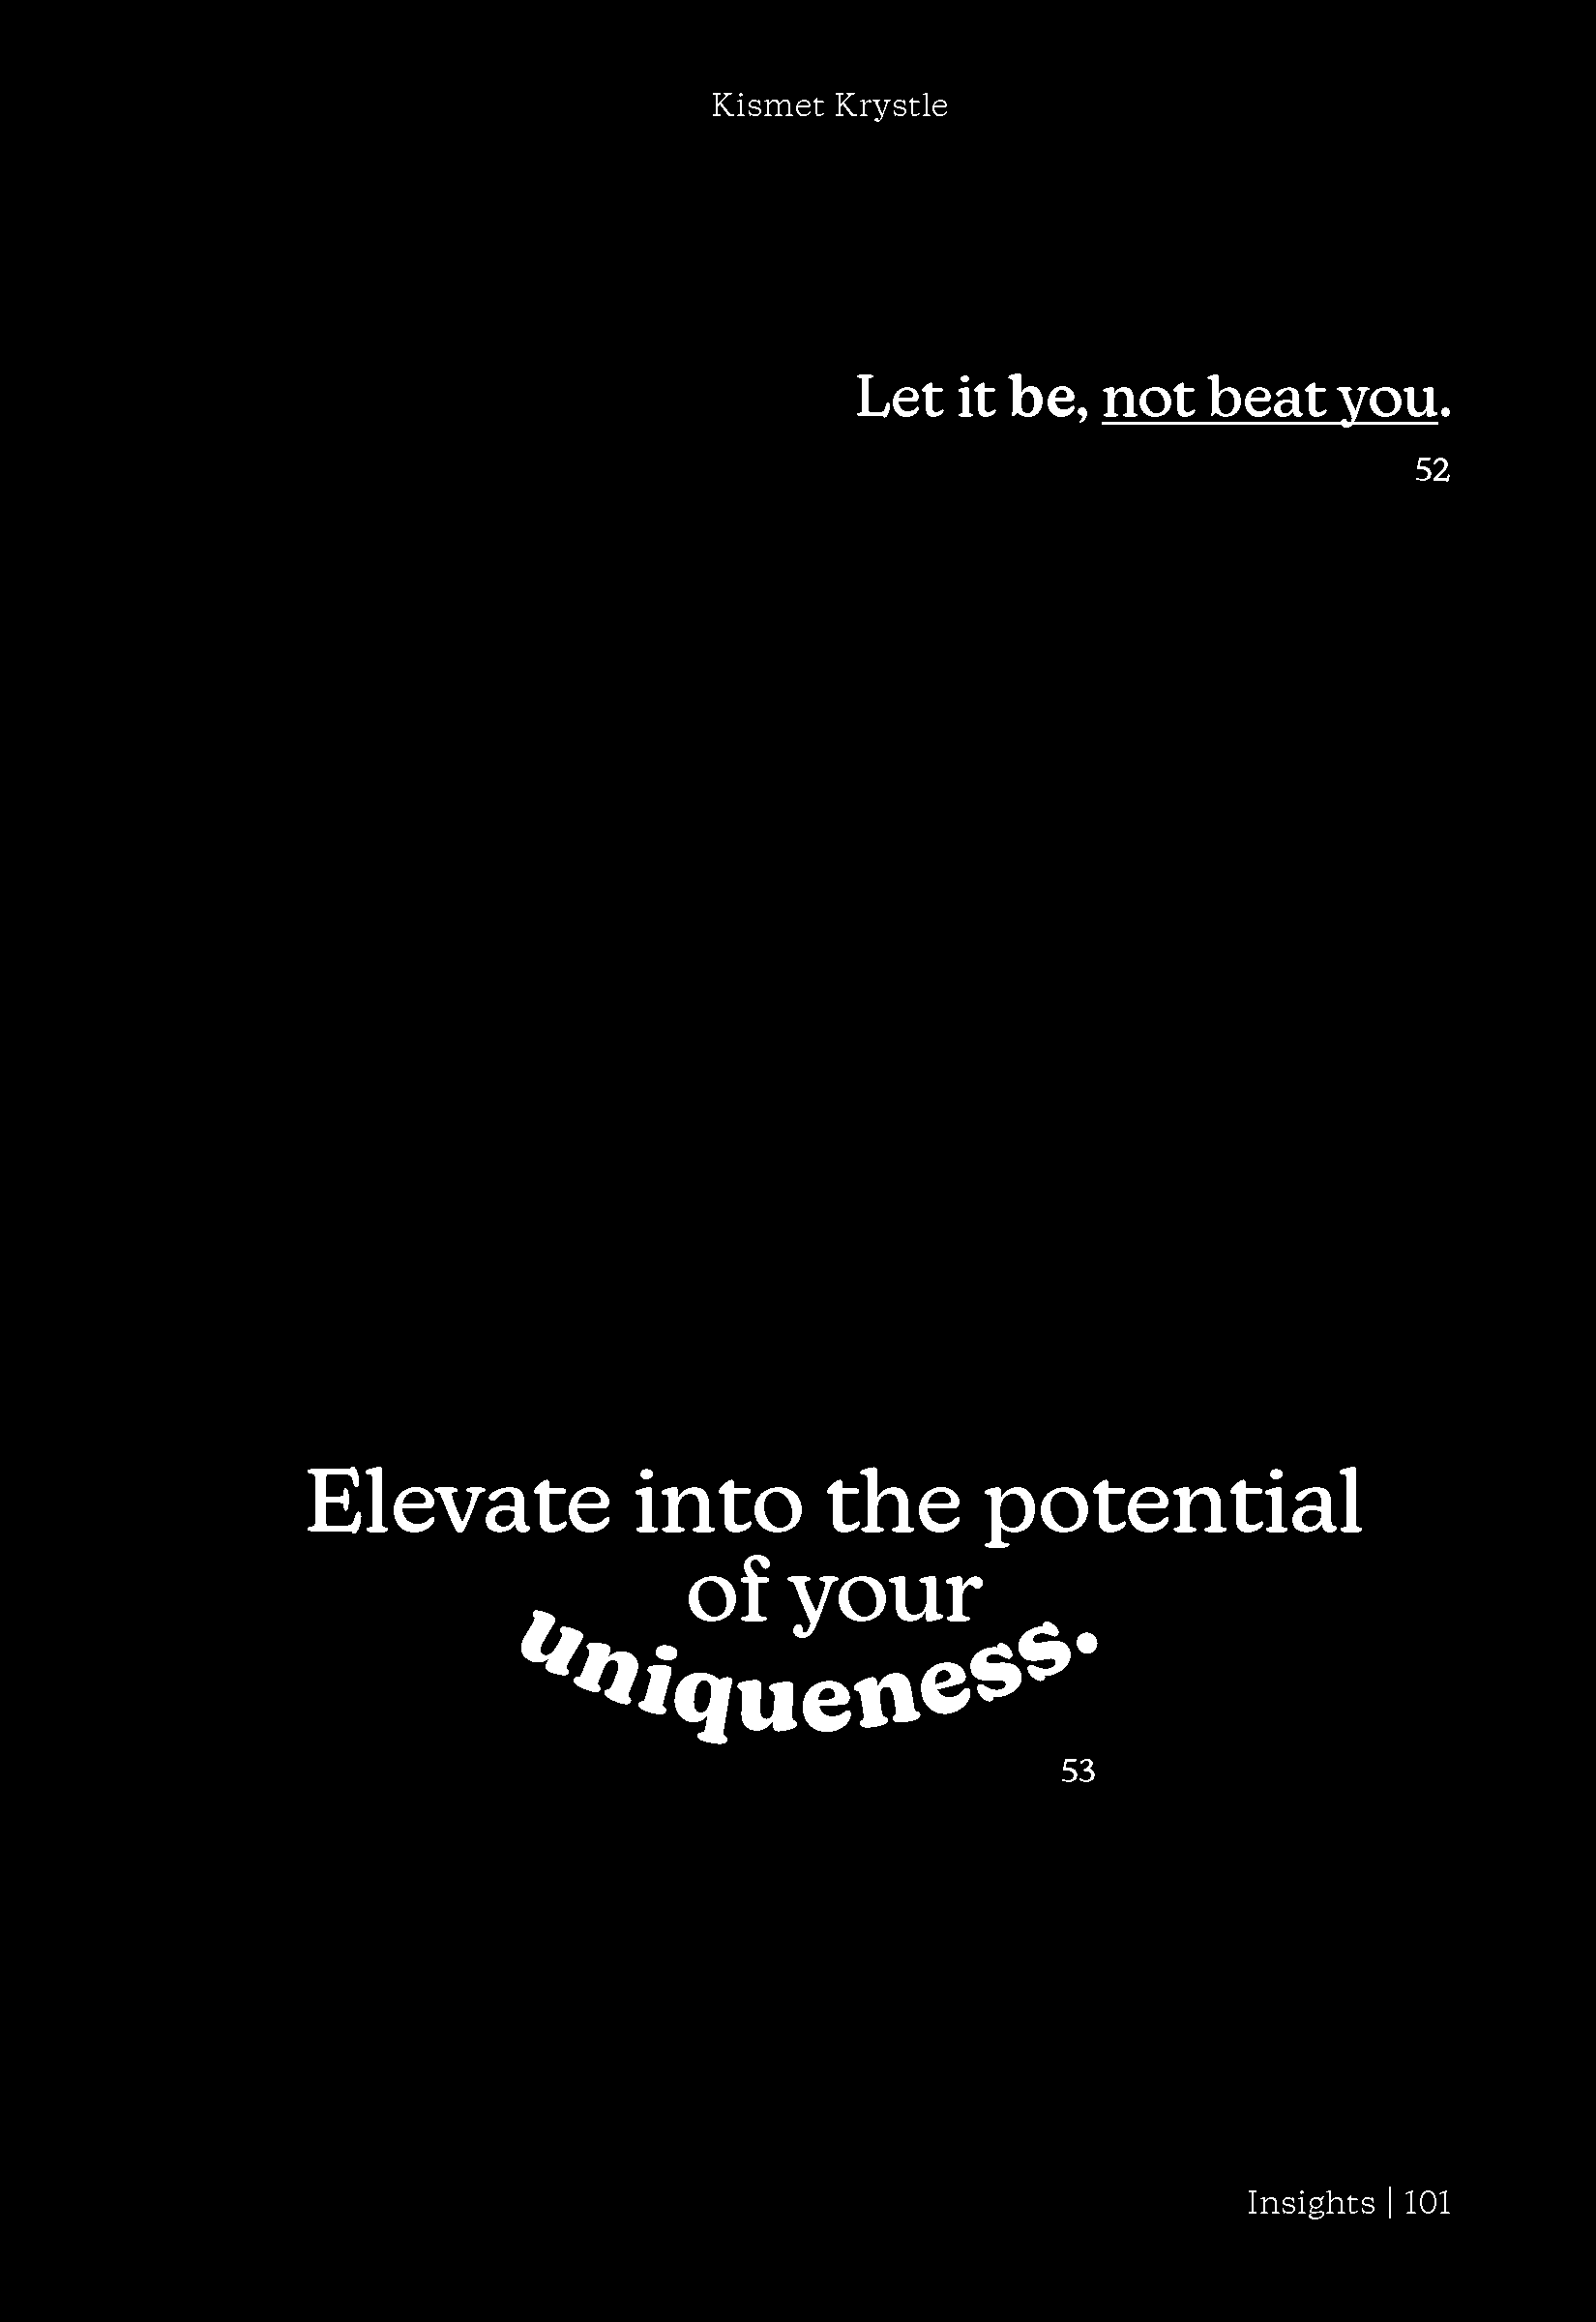 Kismet Krystle
Let it be, not beat you.
52
Elevate into the potential
of your
uniqueness.
53
Insights | 101